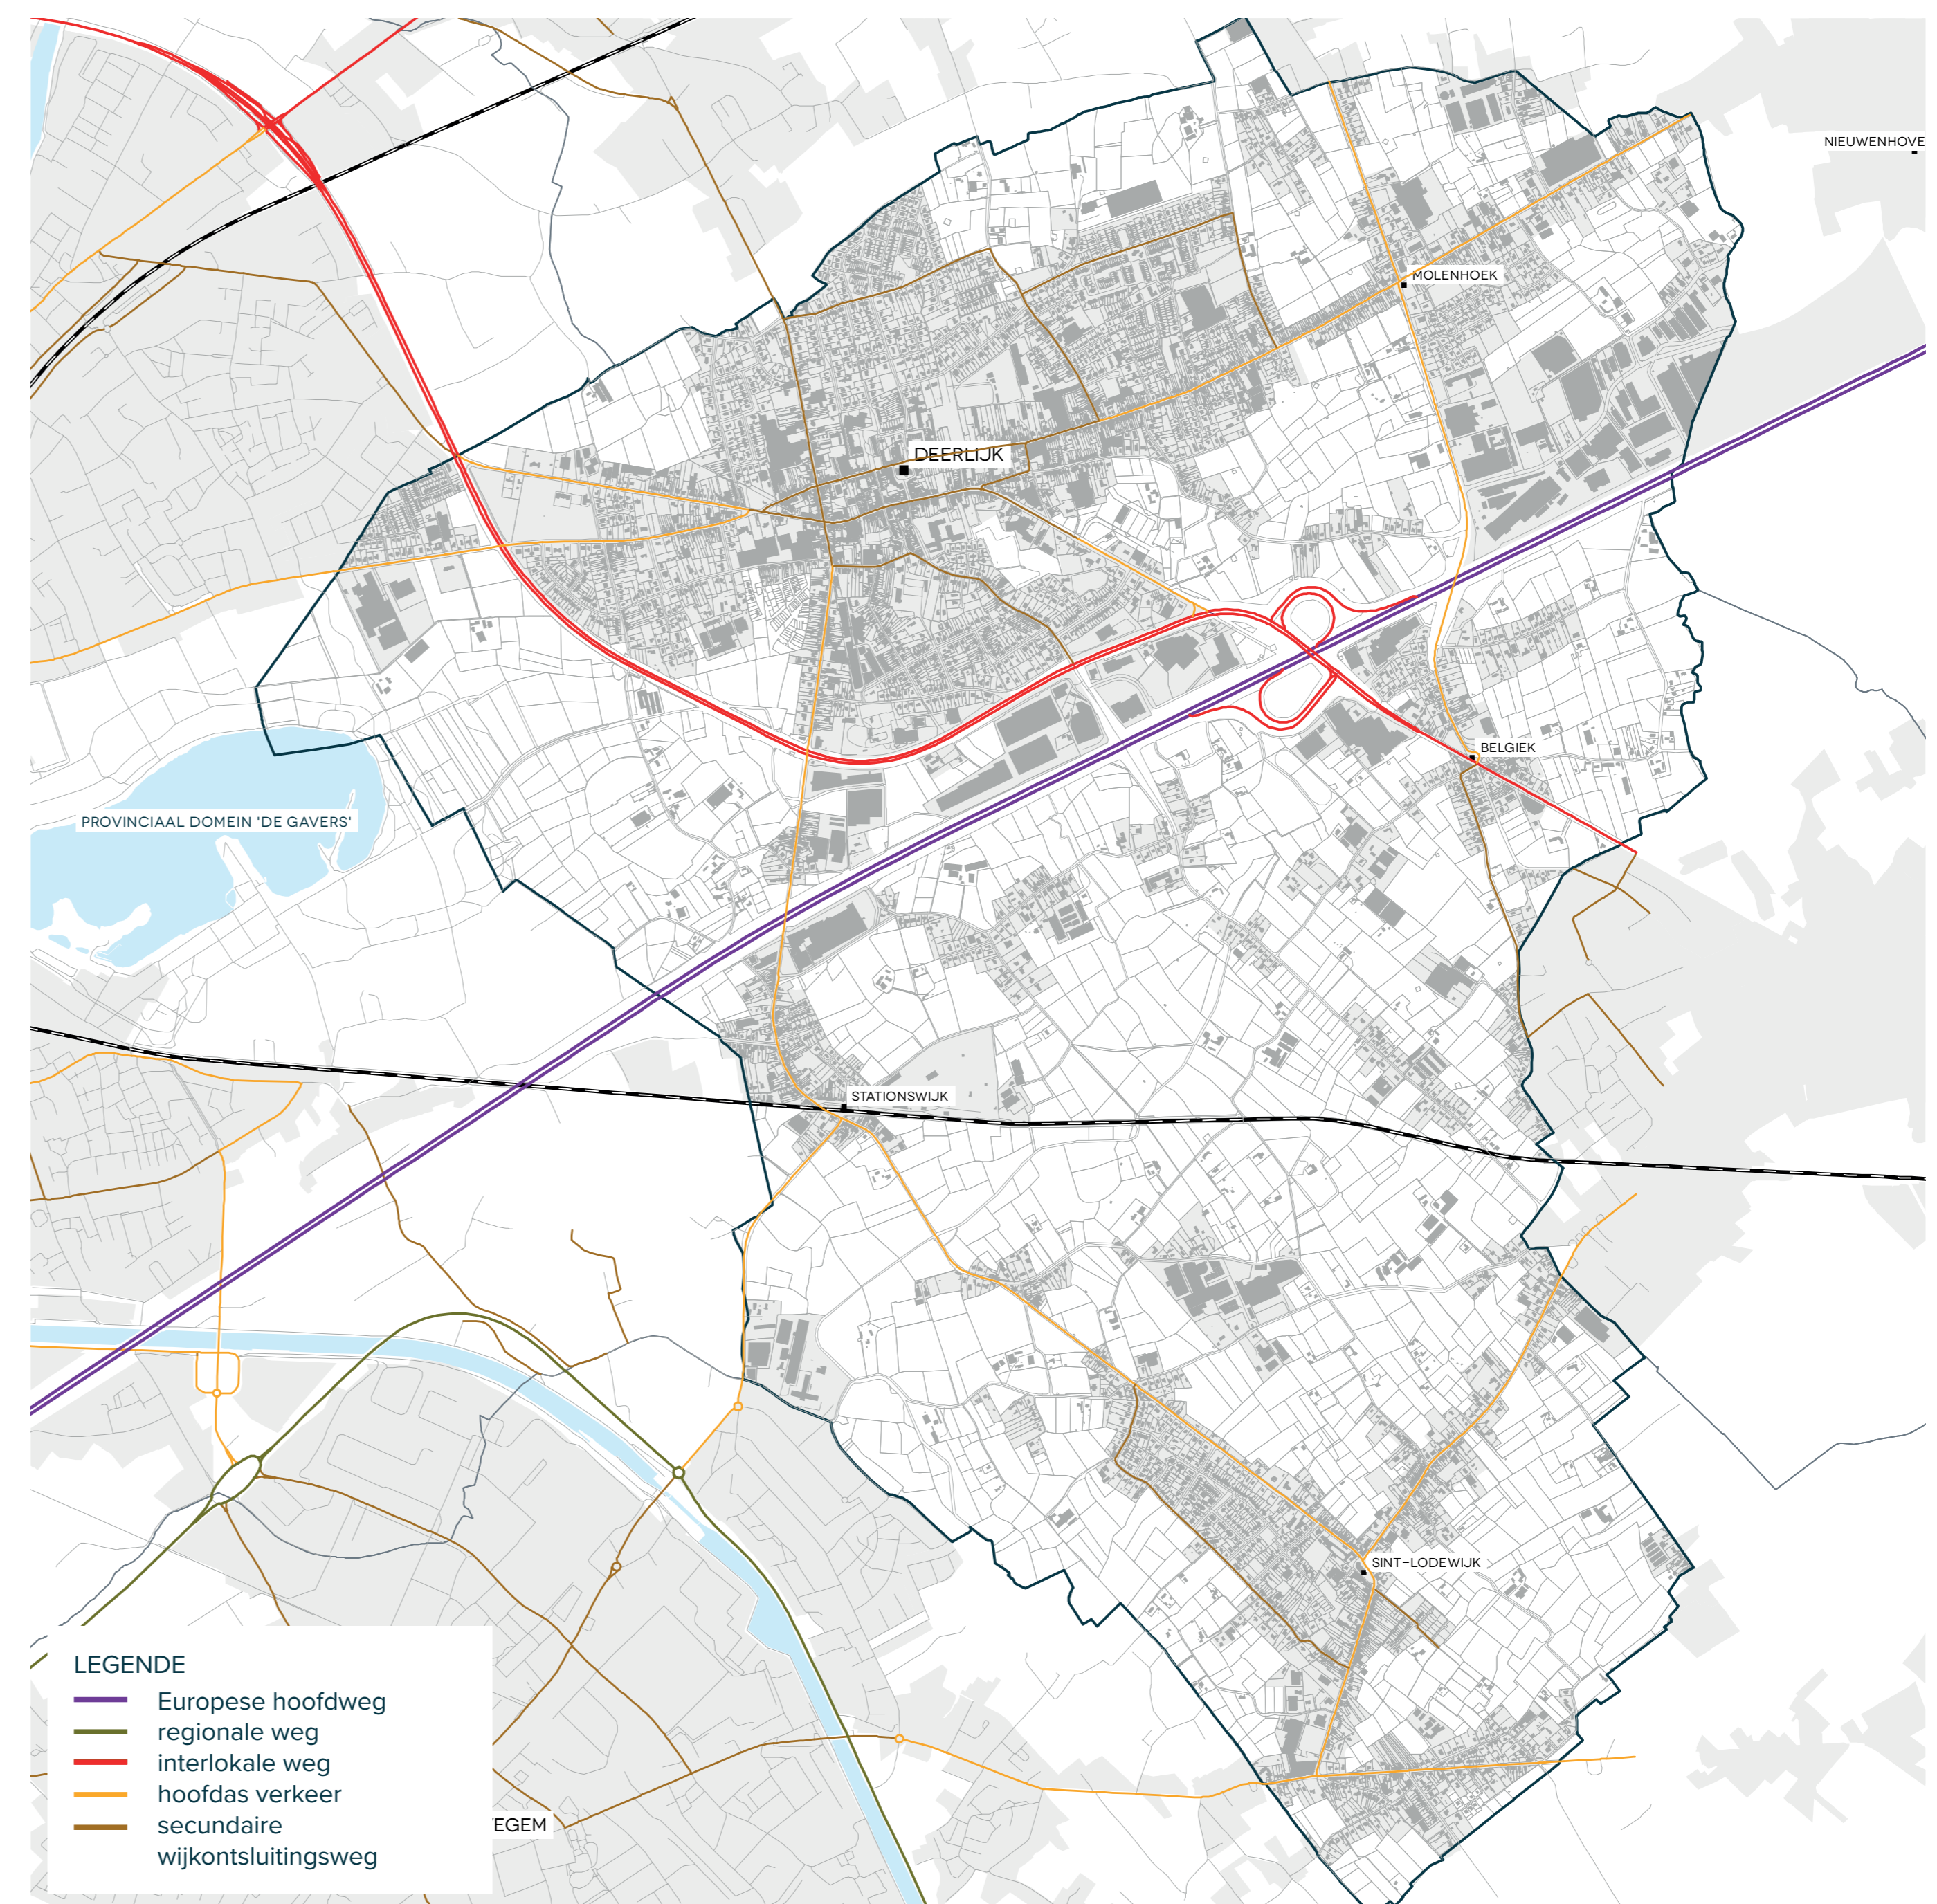 NIEUWENHOVE
MOLENHOEK
DEERLIJK
BELGIEK
PROVINCIAAL DOMEIN 'DE GAVERS'
STATIONSWIJK
SINT-LODEWIJK
LEGENDE
Europese hoofdweg
regionale weg
interlokale weg
hoofdas verkeer
secundaire
wijkontsluitingsweg
EGEM